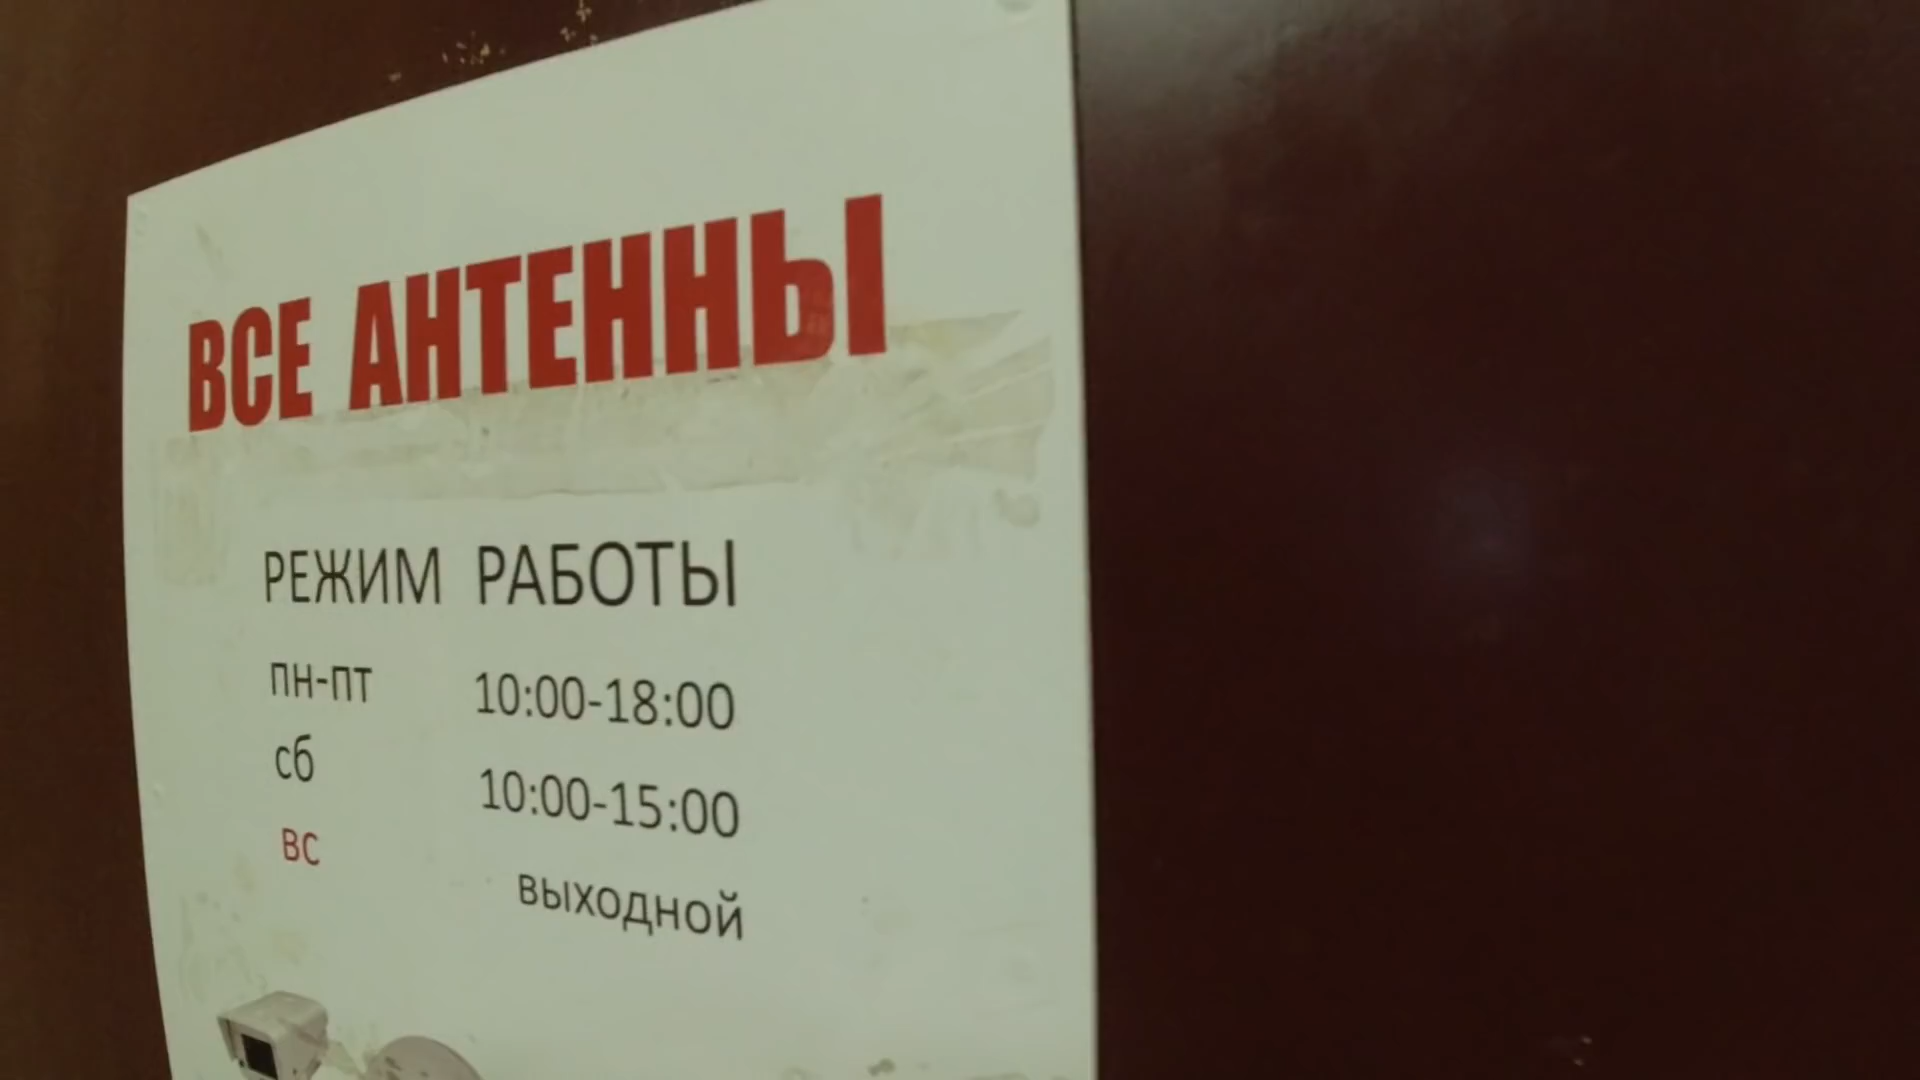 ВСЕ АНТЕННЫ
РЕЖИМ РАБОТЫ
пн-пт 10:00-18:00
сб 10:00-15:00
вс выходной